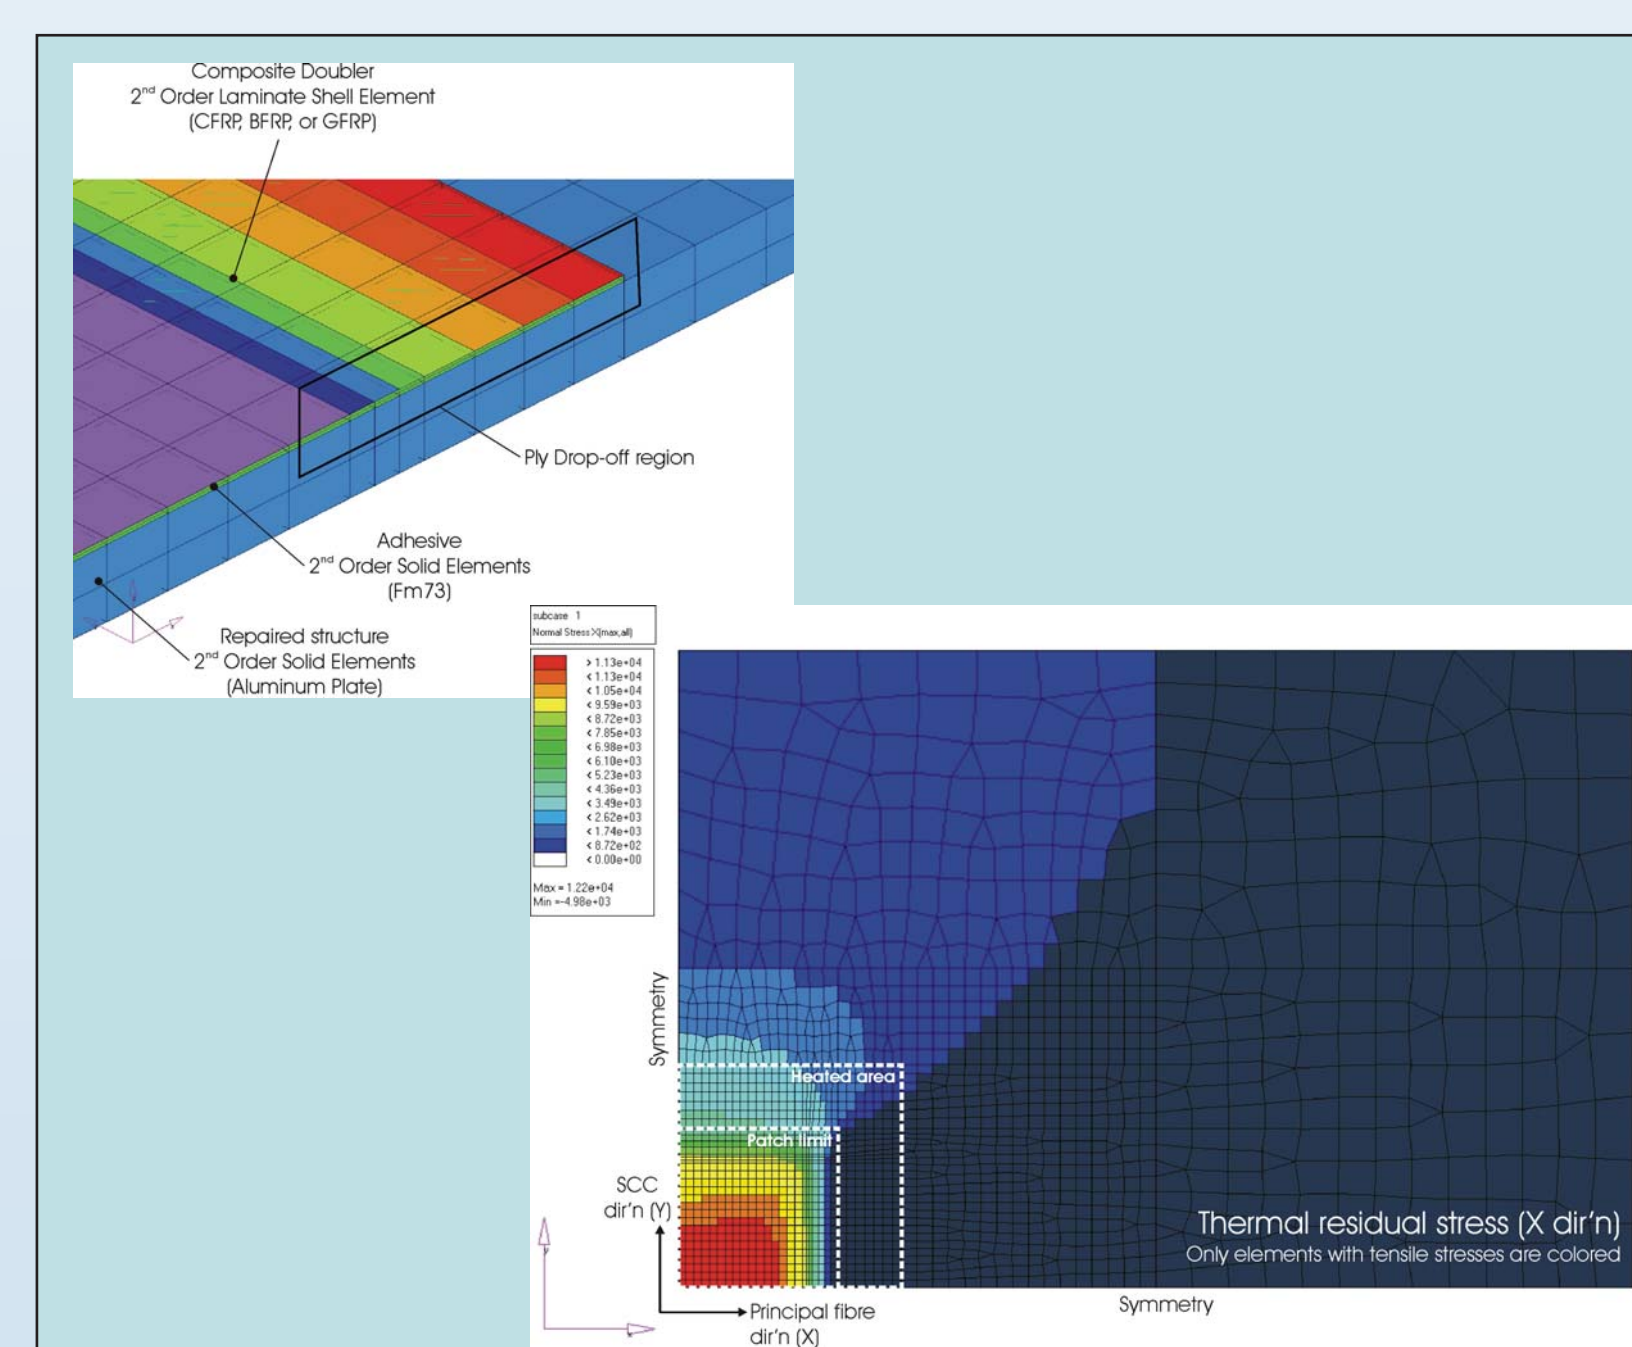 Composite Doubler
2nd Order Laminate Shell Element
(CFRP, BFRP, or GFRP)
Ply Drop-off region
Adhesive
2nd Order Solid Elements
(Fm73)
Repaired structure
2nd Order Solid Elements
(Aluminum Plate)
subcase 1
Normal Stress X(max,all)
> 1.13e+04
< 1.13e+04
< 1.05e+04
< 9.59e+03
< 8.72e+03
< 7.85e+03
< 6.98e+03
< 6.10e+03
< 5.23e+03
< 4.36e+03
< 3.49e+03
< 2.62e+03
< 1.74e+03
< 8.72e+02
< 0.00e+00
Max = 1.22e+04
Min =-4.98e+03
Symmetry
Heated area
Patch limit
SCC
dir'n (Y)
Thermal residual stress (X dir'n)
Only elements with tensile stresses are colored
Principal fibre
dir'n (X)
Symmetry